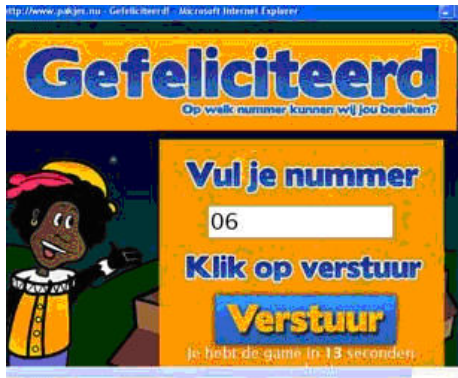 http://www.pakjes.nu - Gefeliciteerd! - Microsoft Internet Explorer
Gefeliciteerd
Op welk nummer kunnen wij jou bereiken?
Vul je nummer
06
Klik op verstuur
Verstuur
Je hebt de game in 13 seconden